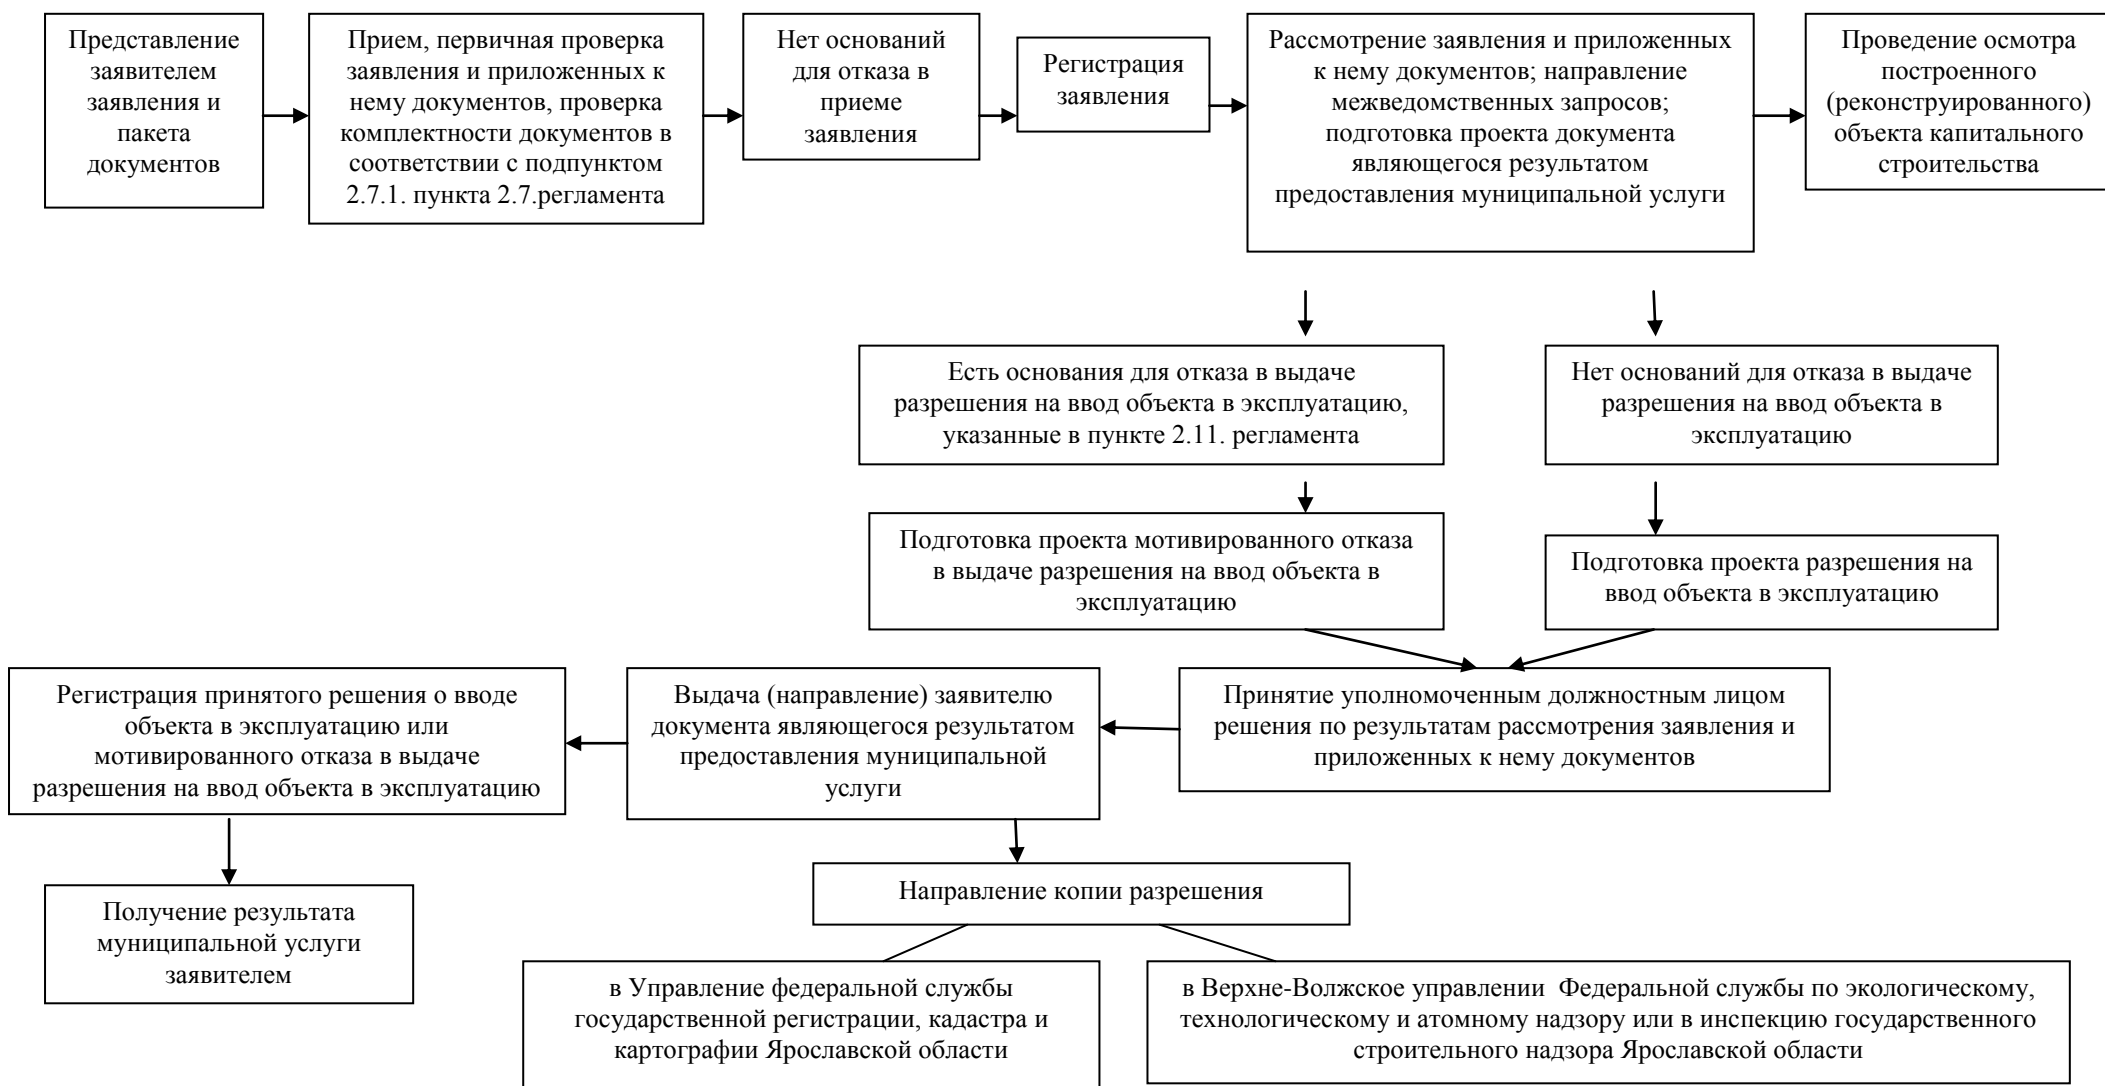 Представление
заявителем
заявления и
пакета
документов
Прием, первичная проверка
заявления и приложенных к
нему документов, проверка
комплектности документов в
соответствии с подпунктом
2.7.1. пункта 2.7.регламента
Нет оснований
для отказа в
приеме
заявления
Регистрация
заявления
Рассмотрение заявления и приложенных
к нему документов; направление
межведомственных запросов;
подготовка проекта документа
являющегося результатом
предоставления муниципальной услуги
Проведение осмотра
построенного
(реконструированного)
объекта капитального
строительства
Есть основания для отказа в выдаче
разрешения на ввод объекта в эксплуатацию,
указанные в пункте 2.11. регламента
Нет оснований для отказа в выдаче
разрешения на ввод объекта в
эксплуатацию
Подготовка проекта мотивированного отказа
в выдаче разрешения на ввод объекта в
эксплуатацию
Подготовка проекта разрешения на
ввод объекта в эксплуатацию
Регистрация принятого решения о вводе
объекта в эксплуатацию или
мотивированного отказа в выдаче
разрешения на ввод объекта в эксплуатацию
Выдача (направление) заявителю
документа являющегося результатом
предоставления муниципальной
услуги
Принятие уполномоченным должностным лицом
решения по результатам рассмотрения заявления и
приложенных к нему документов
Направление копии разрешения
Получение результата
муниципальной услуги
заявителем
в Управление федеральной службы
государственной регистрации, кадастра и
картографии Ярославской области
в Верхне-Волжское управлении  Федеральной службы по экологическому,
технологическому и атомному надзору или в инспекцию государственного
строительного надзора Ярославской области